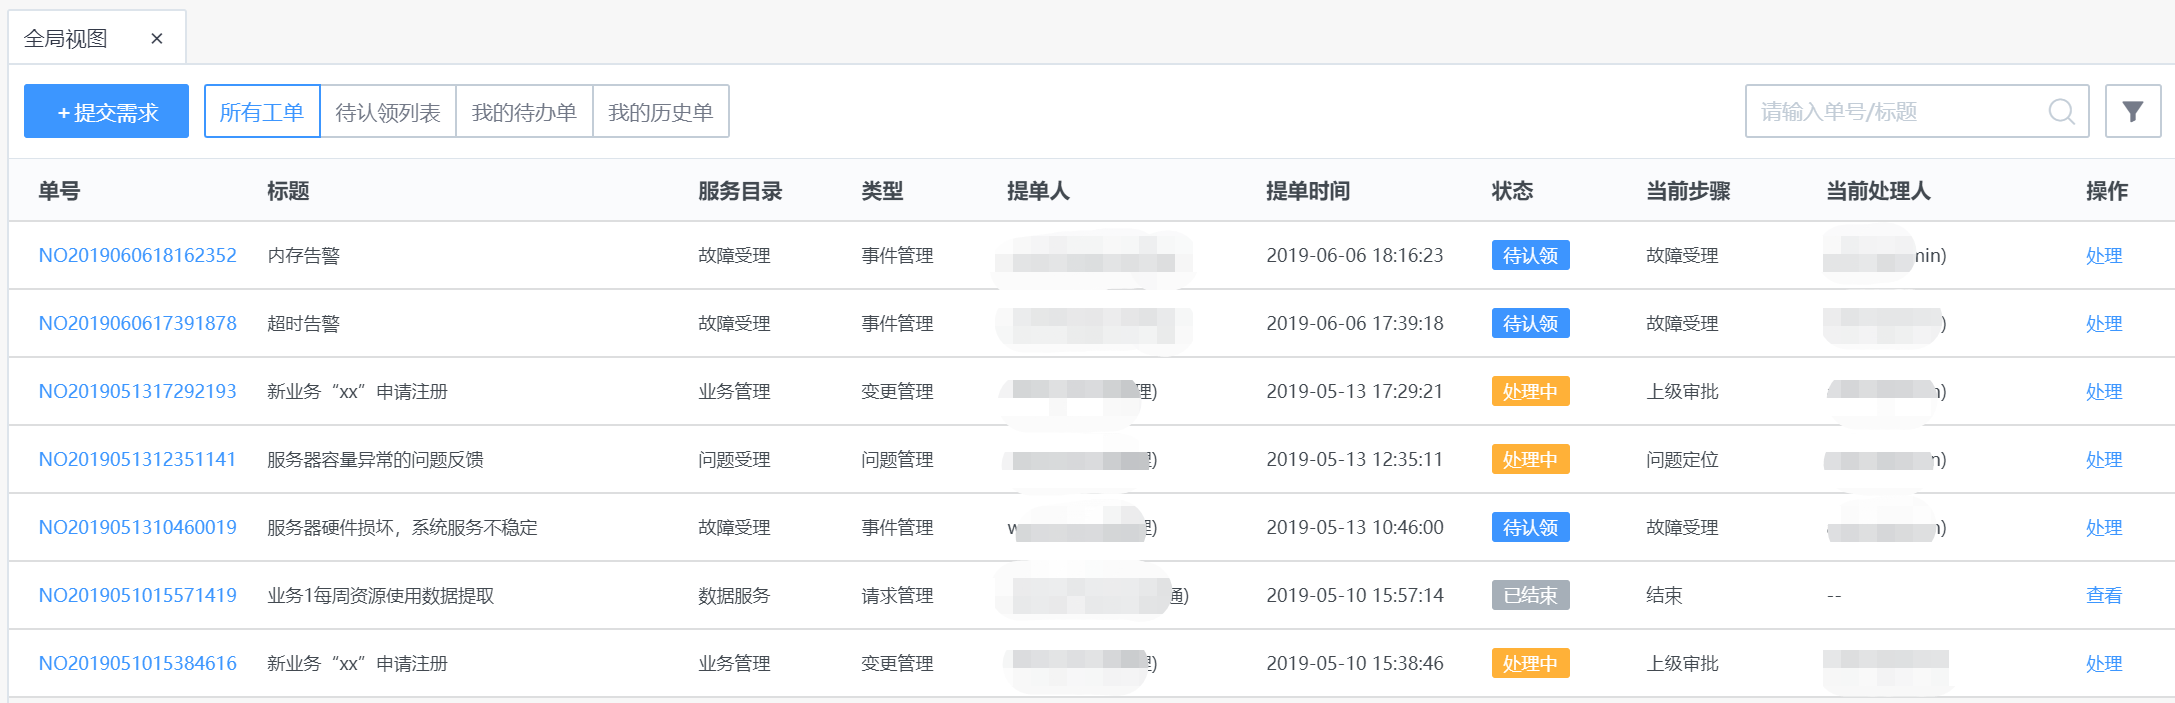 全局视图 ×
+提交需求 所有工单 待认领列表 我的待办单 我的历史单 请输入单号/标题
单号 标题 服务目录 类型 提单人 提单时间 状态 当前步骤 当前处理人 操作
NO2019060618162352 内存告警 故障受理 事件管理 2019-06-06 18:16:23 待认领 故障受理 min) 处理
NO2019060617391878 超时告警 故障受理 事件管理 2019-06-06 17:39:18 待认领 故障受理 ) 处理
NO2019051317292193 新业务“xx”申请注册 业务管理 变更管理 理) 2019-05-13 17:29:21 处理中 上级审批 ) 处理
NO2019051312351141 服务器容量异常的问题反馈 问题受理 问题管理 ) 2019-05-13 12:35:11 处理中 问题定位 n) 处理
NO2019051310460019 服务器硬件损坏，系统服务不稳定 故障受理 事件管理 w ) 2019-05-13 10:46:00 待认领 故障受理 ) 处理
NO2019051015571419 业务1每周资源使用数据提取 数据服务 请求管理 通) 2019-05-10 15:57:14 已结束 结束 -- 查看
NO2019051015384616 新业务“xx”申请注册 业务管理 变更管理 ) 2019-05-10 15:38:46 处理中 上级审批 处理